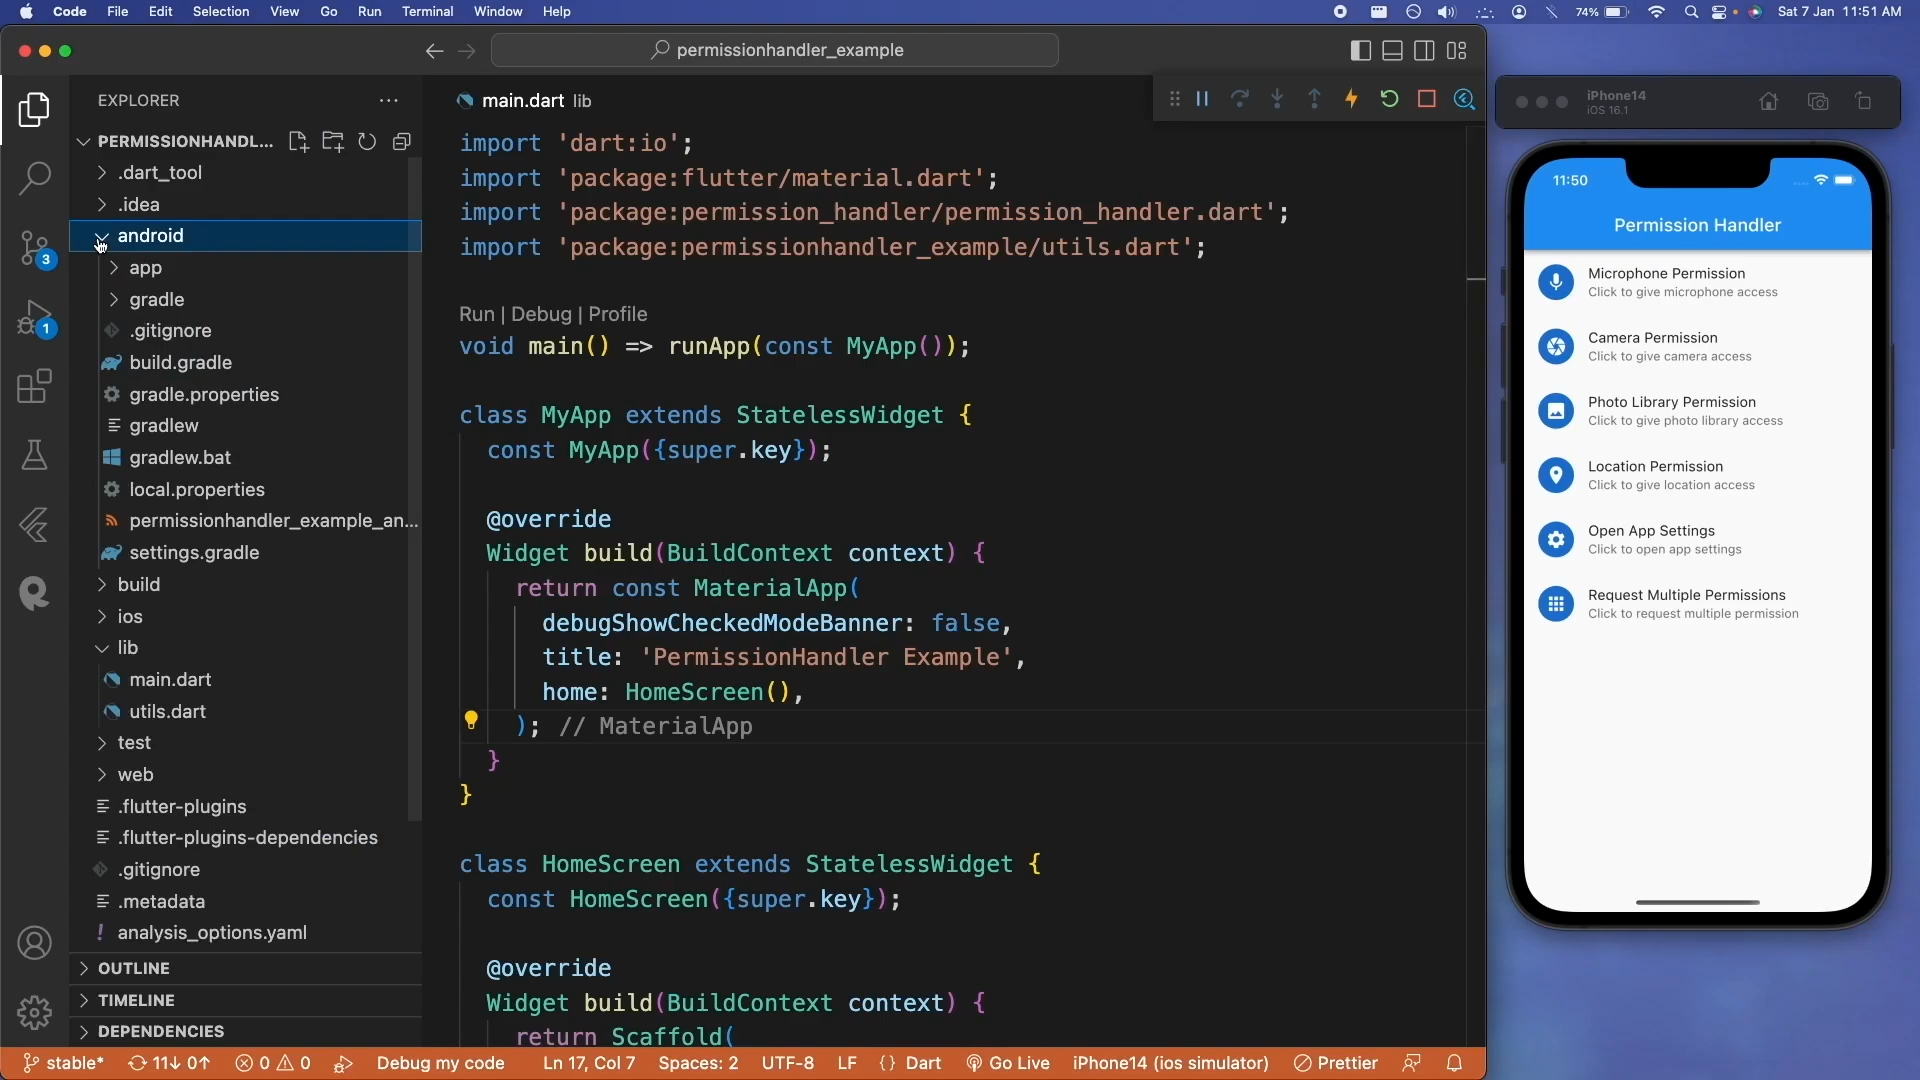 Code File Edit Selection View Go Run Terminal Window Help
74%
Sat 7 Jan 11:51 AM
permissionhandler_example
EXPLORER
PERMISSIONHANDL...
.dart_tool
.idea
android
app
gradle
.gitignore
build.gradle
gradle.properties
gradlew
gradlew.bat
local.properties
permissionhandler_example_an...
settings.gradle
build
ios
lib
main.dart
utils.dart
test
web
.flutter-plugins
.flutter-plugins-dependencies
.gitignore
.metadata
! analysis_options.yaml
OUTLINE
TIMELINE
DEPENDENCIES
3
1
main.dart lib
import 'dart:io';
import 'package:flutter/material.dart';
import 'package:permission_handler/permission_handler.dart';
import 'package:permissionhandler_example/utils.dart';
Run | Debug | Profile
void main() => runApp(const MyApp());
class MyApp extends StatelessWidget {
const MyApp({super.key});
@override
Widget build(BuildContext context) {
return const MaterialApp(
debugShowCheckedModeBanner: false,
title: 'PermissionHandler Example',
home: HomeScreen(),
); // MaterialApp
}
}
class HomeScreen extends StatelessWidget {
const HomeScreen({super.key});
@override
Widget build(BuildContext context) {
return Scaffold(
stable* 11↓ 0↑ 0 0 Debug my code Ln 17, Col 7 Spaces: 2 UTF-8 LF {} Dart Go Live iPhone14 (ios simulator) Prettier
iPhone14
iOS 16.1
11:50
Permission Handler
Microphone Permission
Click to give microphone access
Camera Permission
Click to give camera access
Photo Library Permission
Click to give photo library access
Location Permission
Click to give location access
Open App Settings
Click to open app settings
Request Multiple Permissions
Click to request multiple permission